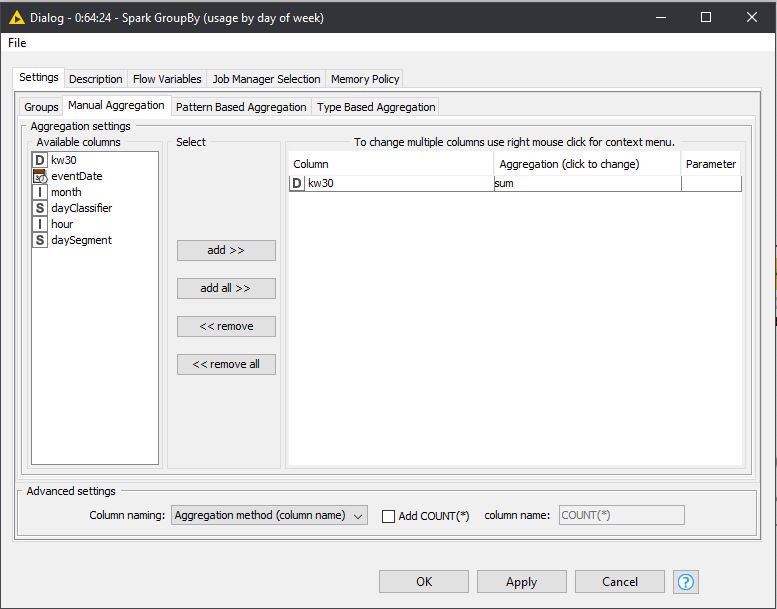 Dialog - 0:64:24 - Spark GroupBy (usage by day of week)
File
Settings Description Flow Variables Job Manager Selection Memory Policy
Groups Manual Aggregation Pattern Based Aggregation Type Based Aggregation
Aggregation settings
Available columns
D kw30
eventDate
I month
S dayClassifier
I hour
S daySegment
Select
add >>
add all >>
<< remove
<< remove all
To change multiple columns use right mouse click for context menu.
Column Aggregation (click to change) Parameter
D kw30 sum
Advanced settings
Column naming: Aggregation method (column name) Add COUNT(*) column name: COUNT(*)
OK Apply Cancel ?